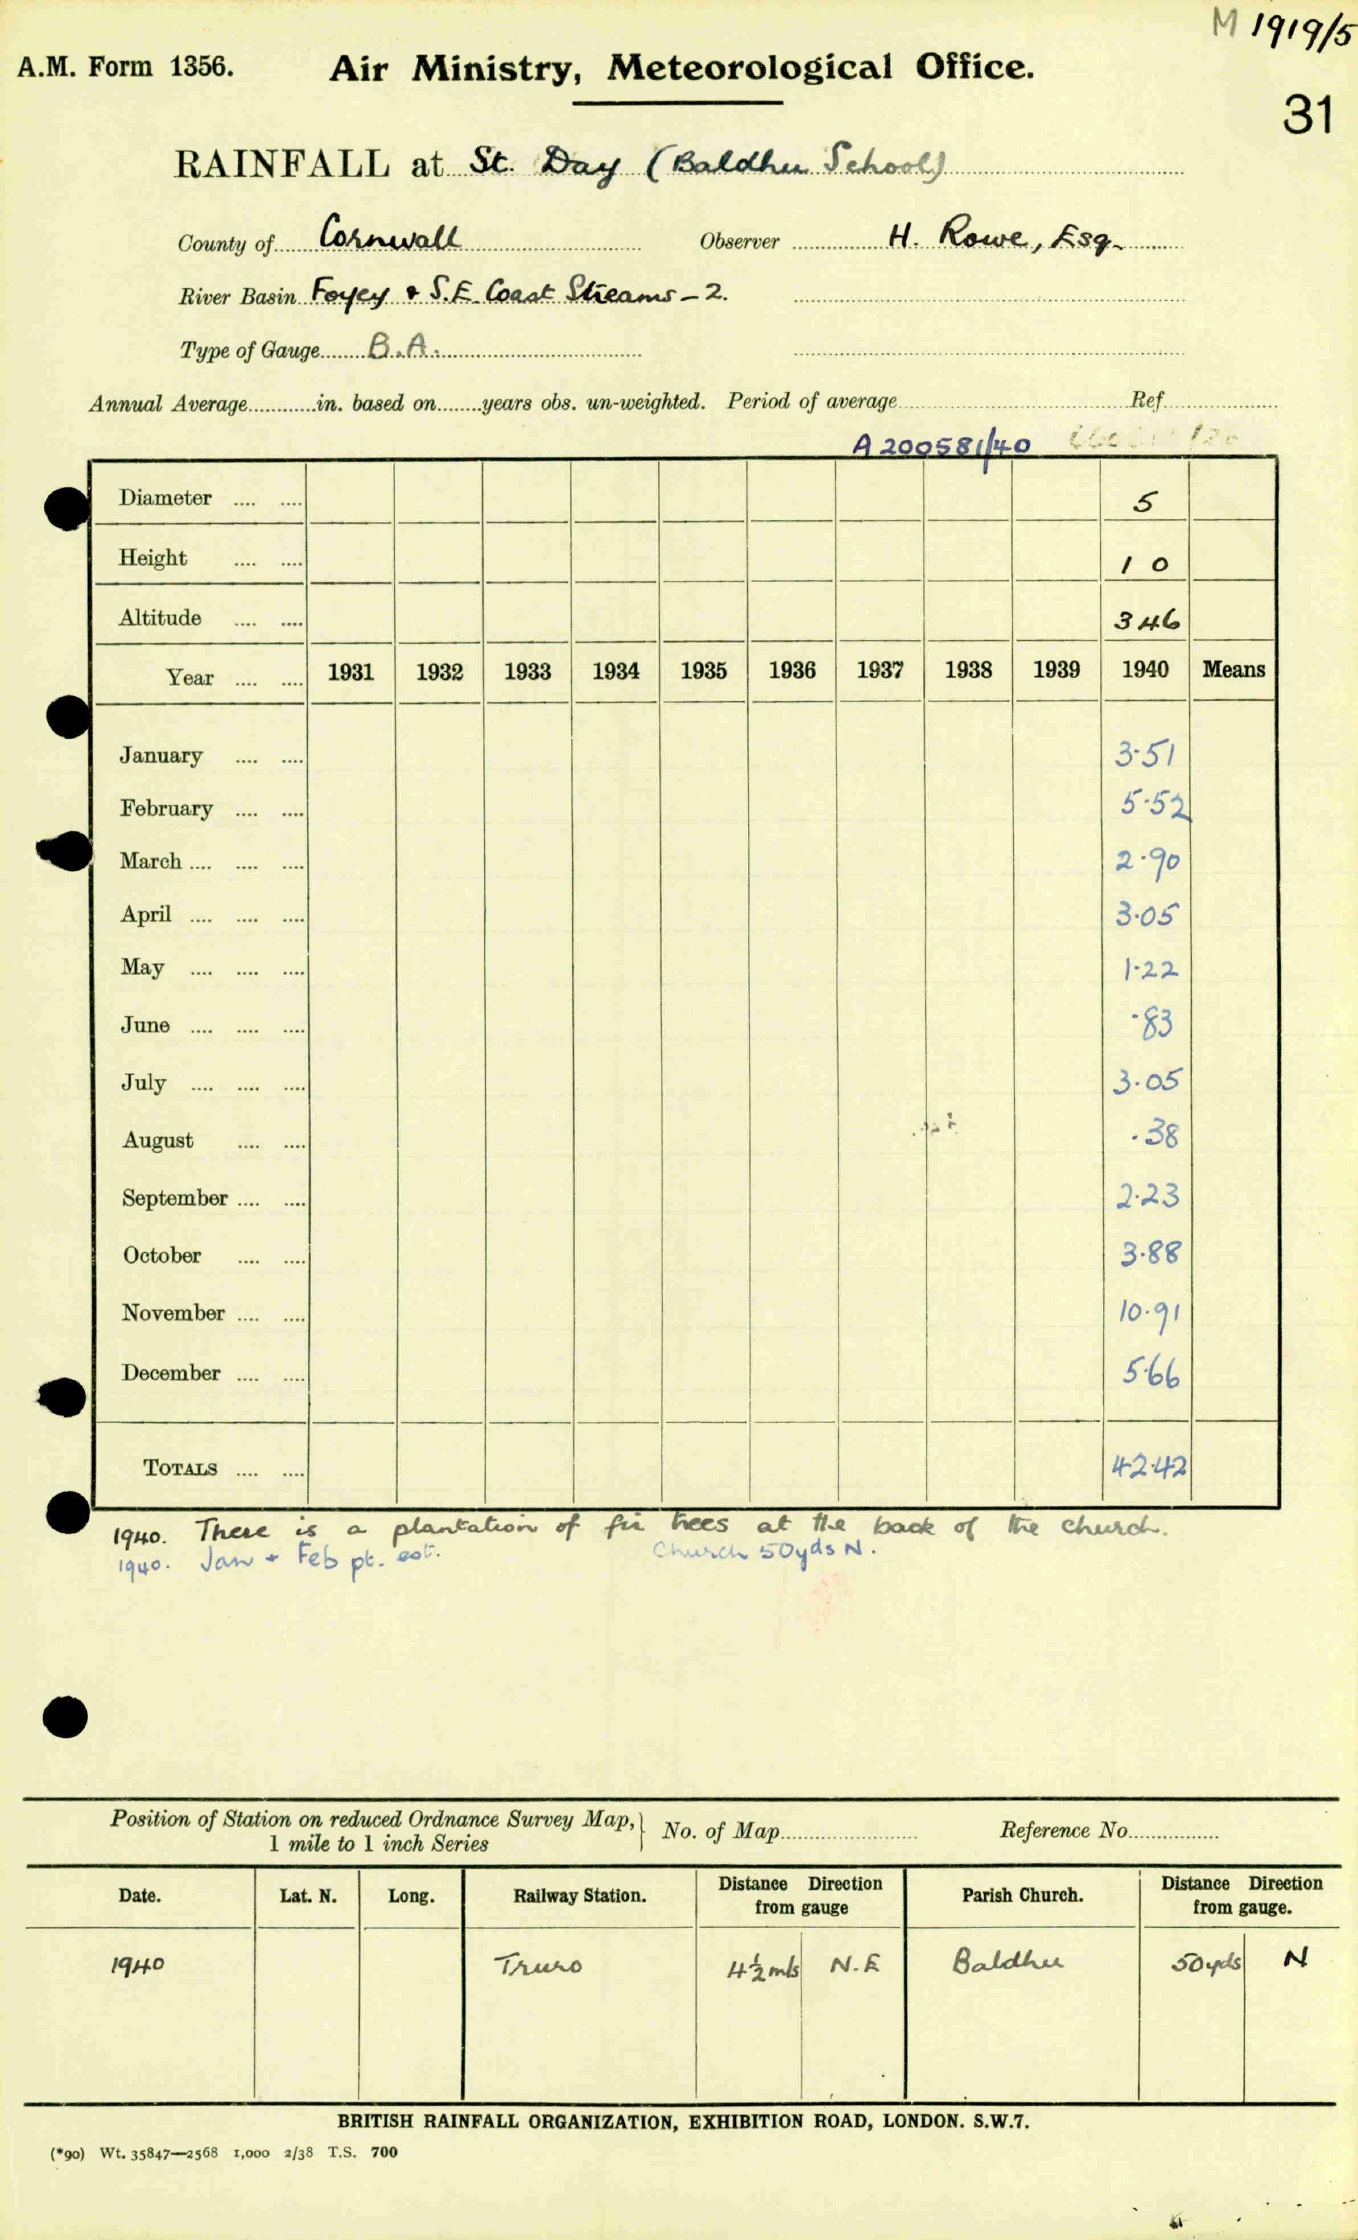 M 1919/5
A.M. Form 1356. Air Ministry, Meteorological Office.
31
RAINFALL at St. Day (Baldhu School)
County of Cornwall Observer H. Rowe, Esq.
River Basin Foyey & S.E. Coast Streams - 2.
Type of Gauge B.A.
Annual Average in. based on years obs. un-weighted. Period of average Ref
A 200581/40
Diameter 5
Height 1 0
Altitude 346
Year 1931 1932 1933 1934 1935 1936 1937 1938 1939 1940 Means
January 3.51
February 5.52
March 2.90
April 3.05
May 1.22
June .83
July 3.05
August .38
September 2.23
October 3.88
November 10.91
December 5.66
TOTALS 42.42
1940. There is a plantation of fir trees at the back of the church.
1940. Jan + Feb pt. est. Church 50yds N.
Position of Station on reduced Ordnance Survey Map, 1 mile to 1 inch Series } No. of Map Reference No.
Date. Lat. N. Long. Railway Station. Distance Direction from gauge Parish Church. Distance Direction from gauge.
1940 Truro 4½ mls N.E Baldhu 50yds N
BRITISH RAINFALL ORGANIZATION, EXHIBITION ROAD, LONDON. S.W.7.
(*90) Wt. 35847—2568 1,000 2/38 T.S. 700